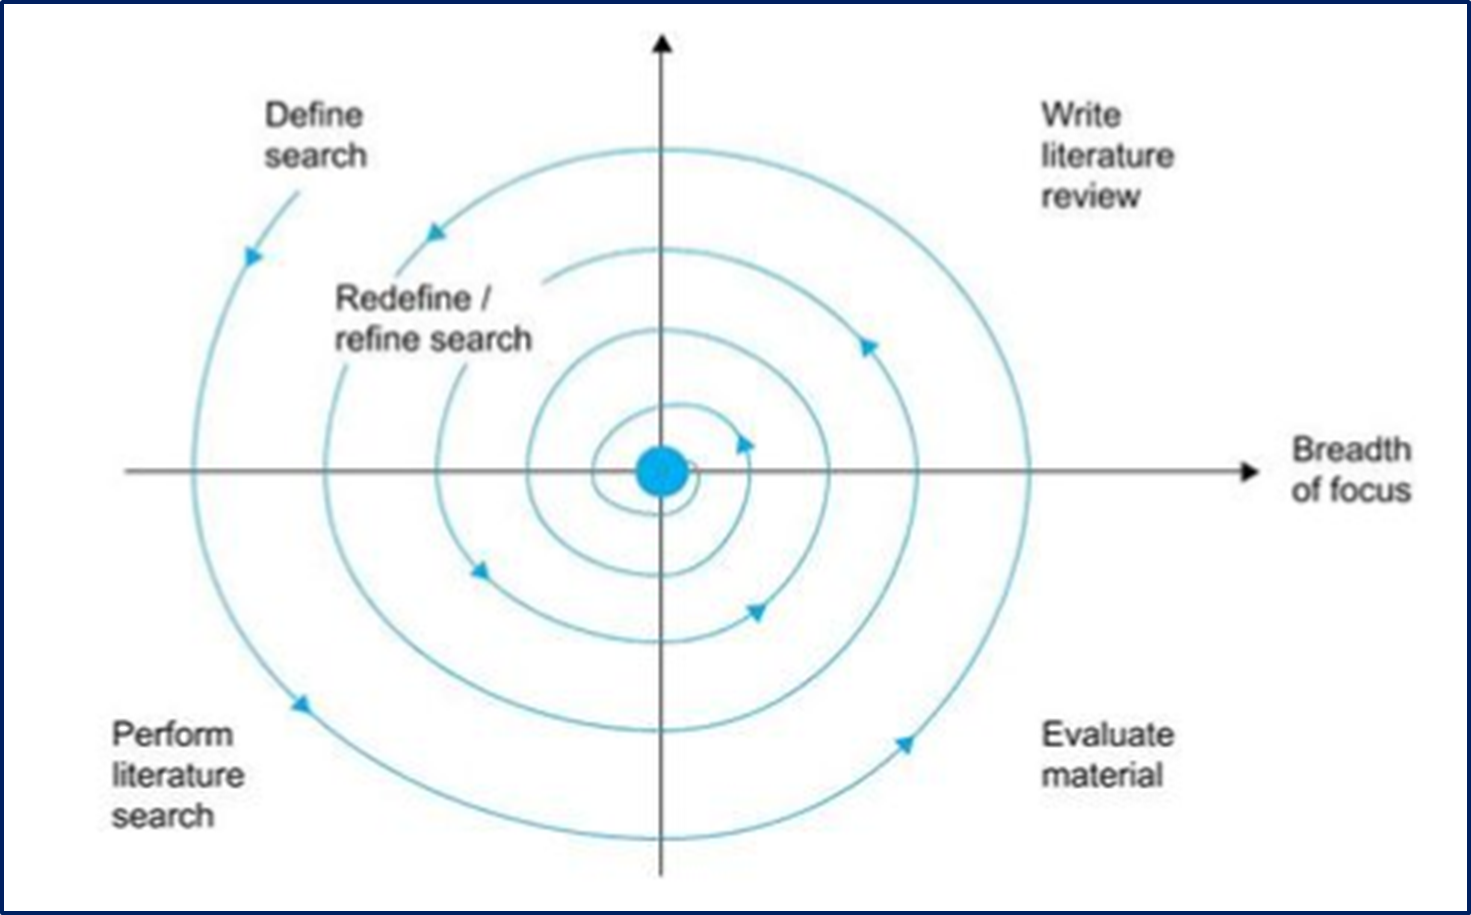 Define
search
Write
literature
review
Redefine /
refine search
Breadth
of focus
Perform
literature
search
Evaluate
material